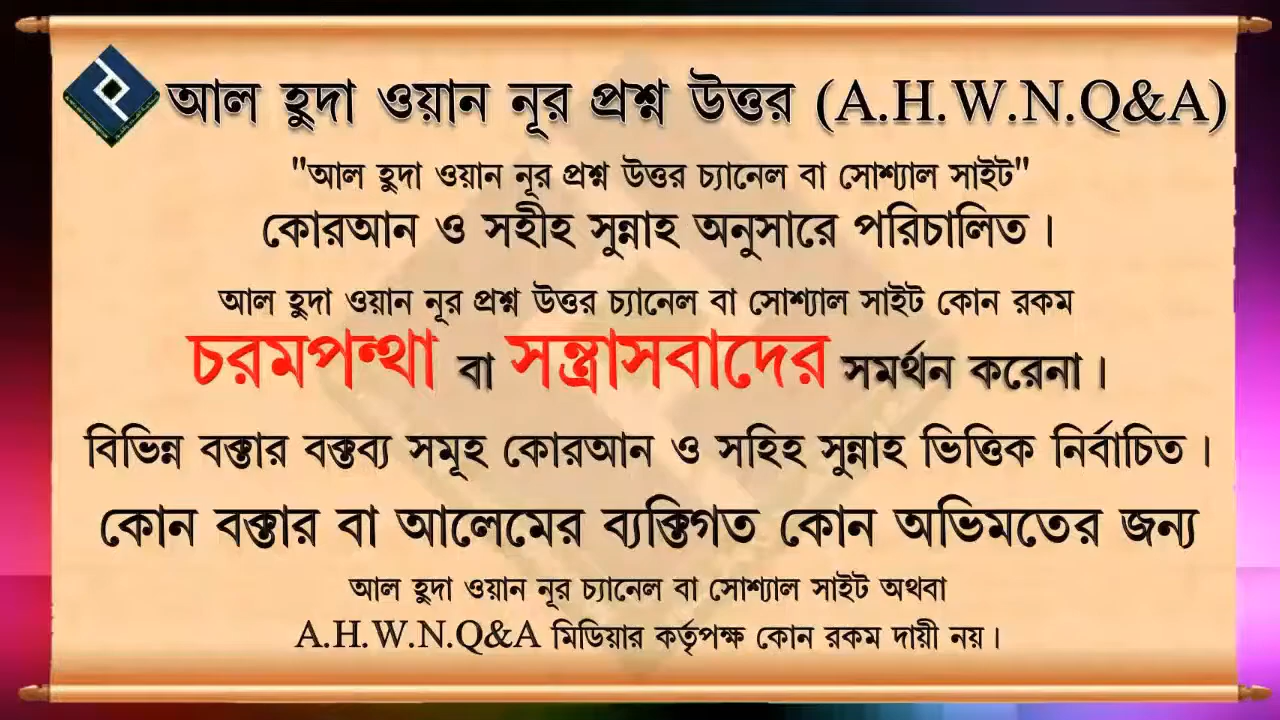 আল হুদা ওয়ান নূর প্রশ্ন উত্তর (A.H.W.N.Q&A)
"আল হুদা ওয়ান নূর প্রশ্ন উত্তর চ্যানেল বা সোশ্যাল সাইট"
কোরআন ও সহীহ সুন্নাহ অনুসারে পরিচালিত।
আল হুদা ওয়ান নূর প্রশ্ন উত্তর চ্যানেল বা সোশ্যাল সাইট কোন রকম
চরমপন্থা বা সন্ত্রাসবাদের সমর্থন করেনা।
বিভিন্ন বক্তার বক্তব্য সমূহ কোরআন ও সহিহ সুন্নাহ ভিত্তিক নির্বাচিত।
কোন বক্তার বা আলেমের ব্যক্তিগত কোন অভিমতের জন্য
আল হুদা ওয়ান নূর চ্যানেল বা সোশ্যাল সাইট অথবা
A.H.W.N.Q&A মিডিয়ার কর্তৃপক্ষ কোন রকম দায়ী নয়।